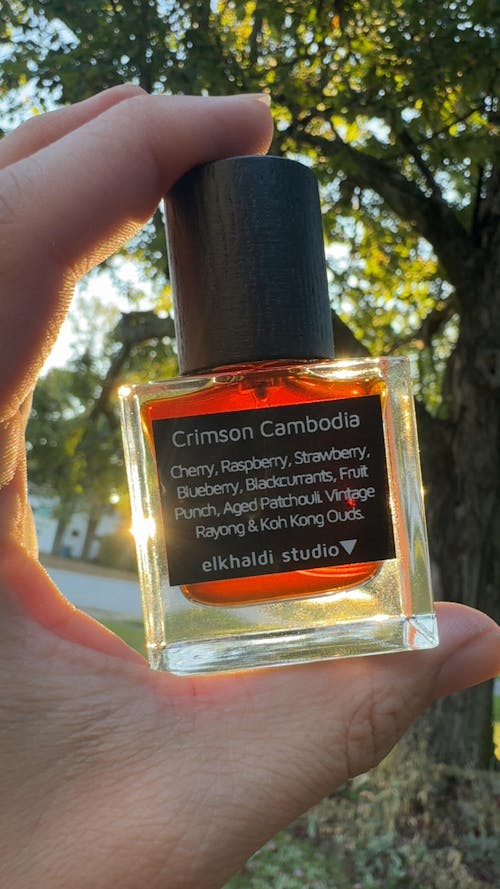 Crimson Cambodia
Cherry, Raspberry, Strawberry,
Blueberry, Blackcurrants, Fruit
Punch, Aged Patchouli. Vintage
Rayong & Koh Kong Ouds.
elkhaldi studio